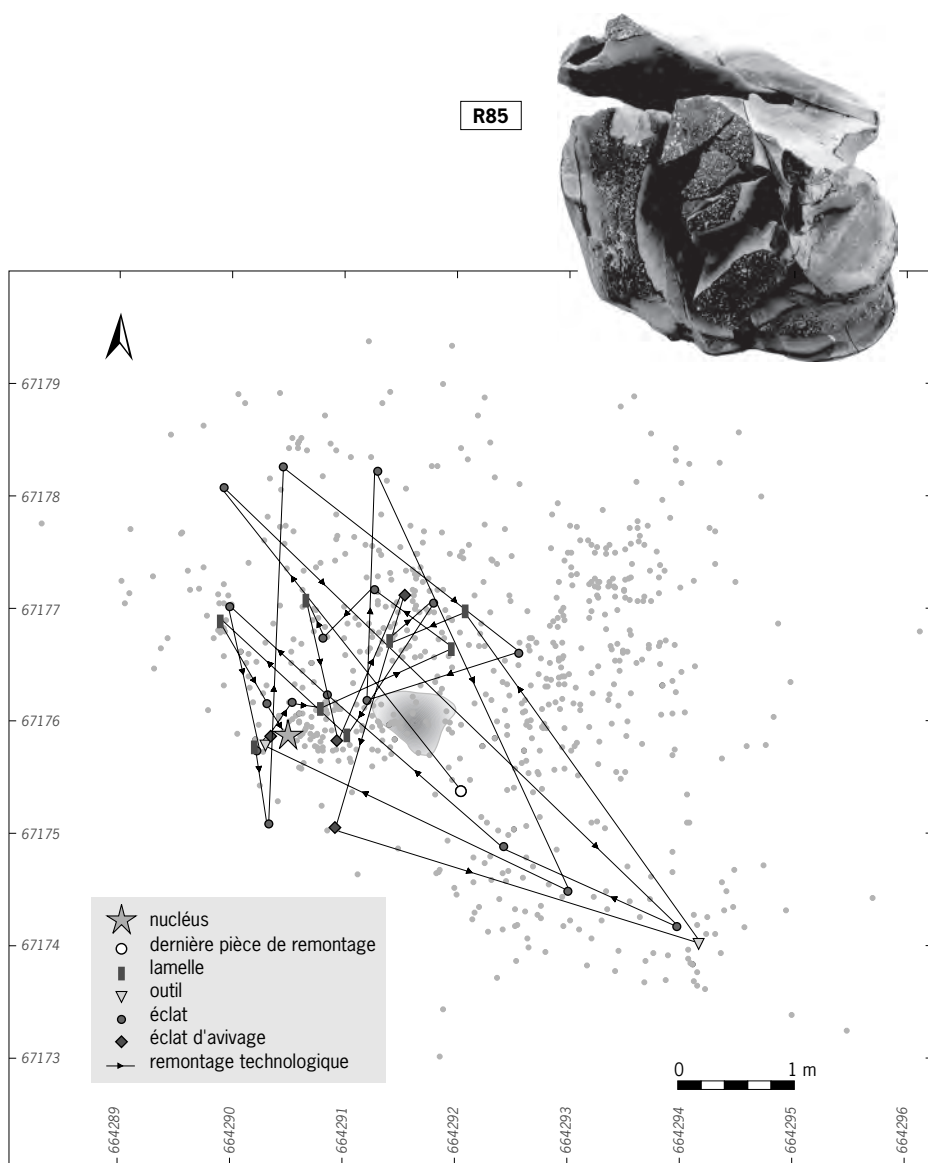 R85
67179
67178
67177
67176
67175
67174
67173
nucléus
dernière pièce de remontage
lamelle
outil
éclat
éclat d'avivage
remontage technologique
0 1 m
664289
664290
664291
664292
664293
664294
664295
664296